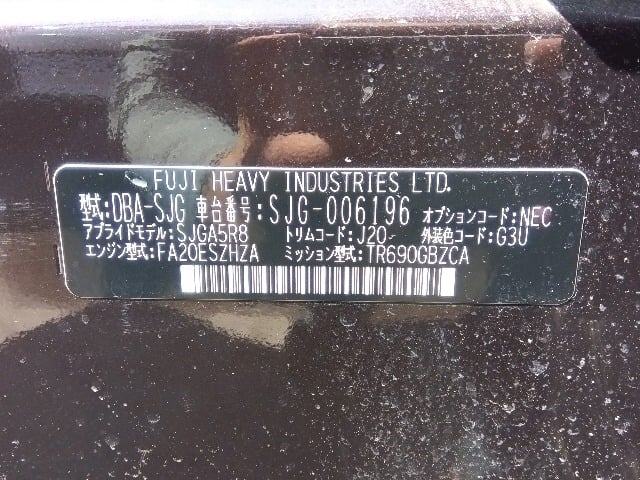 FUJI HEAVY INDUSTRIES LTD.
型式:DBA-SJG 車台番号:SJG-006196 オプションコード:NEC
アプライドモデル:SJGA5R8 トリムコード:J20 外装色コード:G3U
エンジン型式:FA20ESZHZA ミッション型式:TR690GBZCA